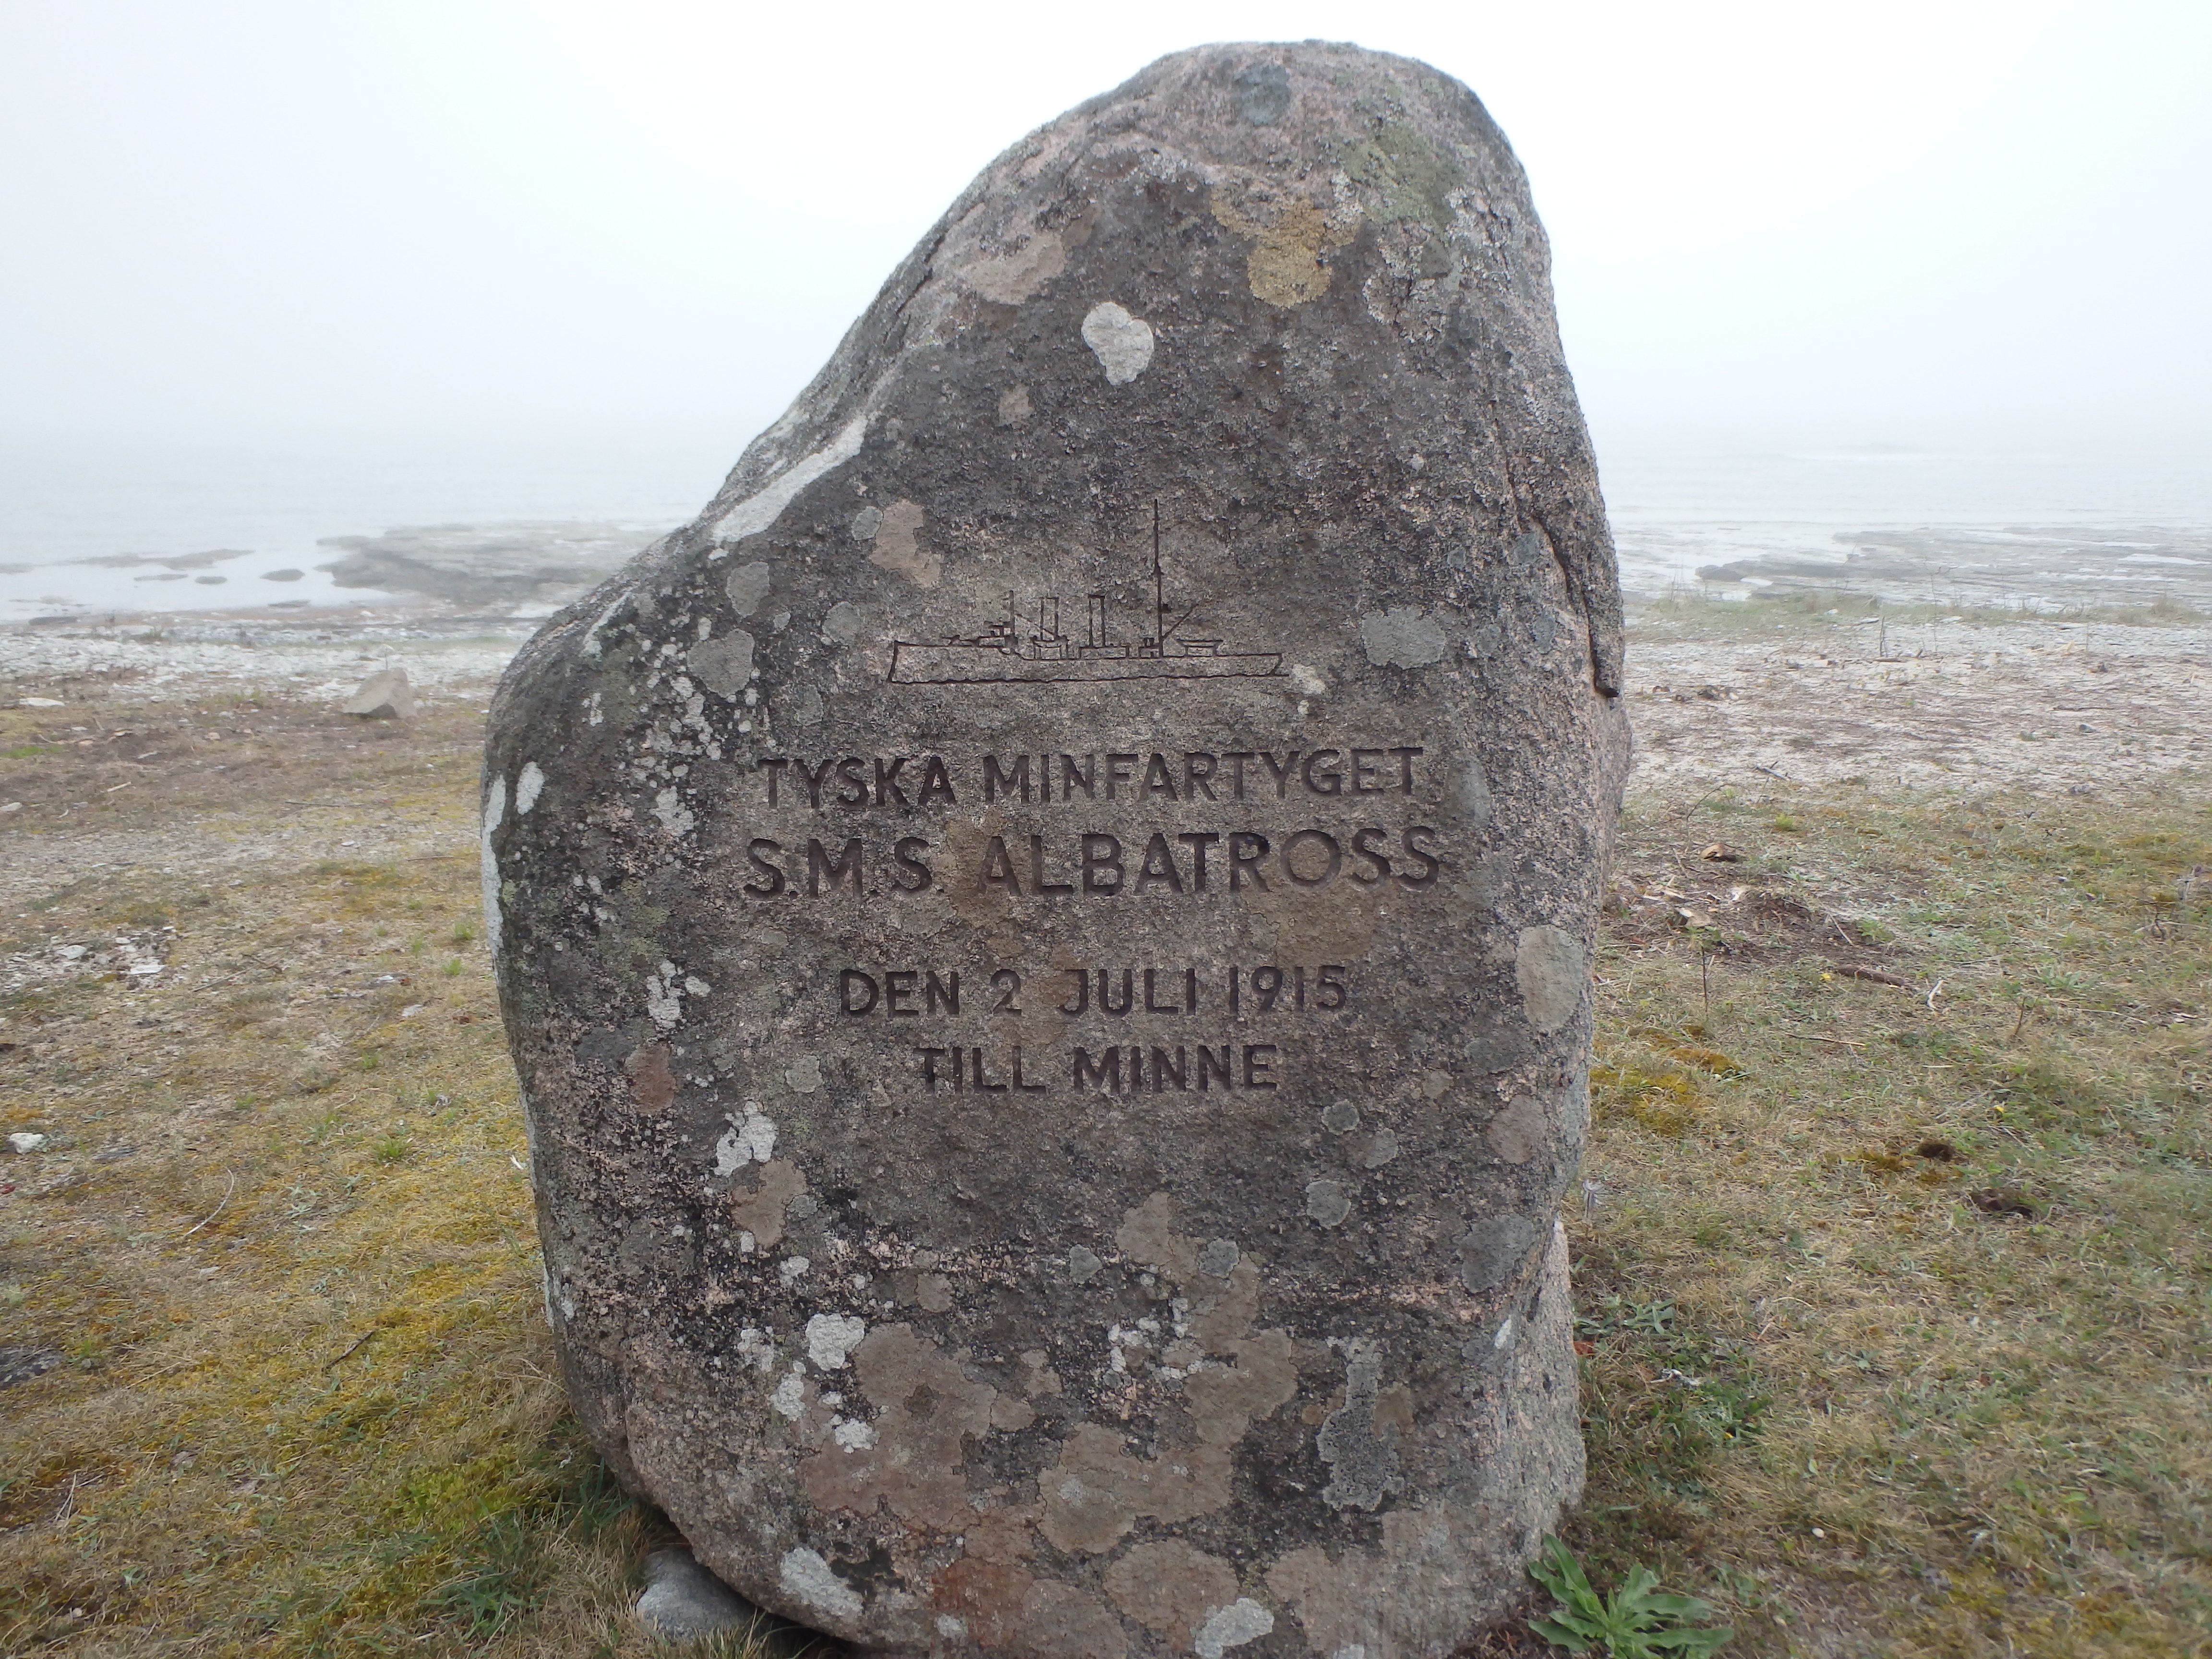 TYSKA MINFARTYGET
S.M.S. ALBATROSS
DEN 2 JULI 1915
TILL MINNE